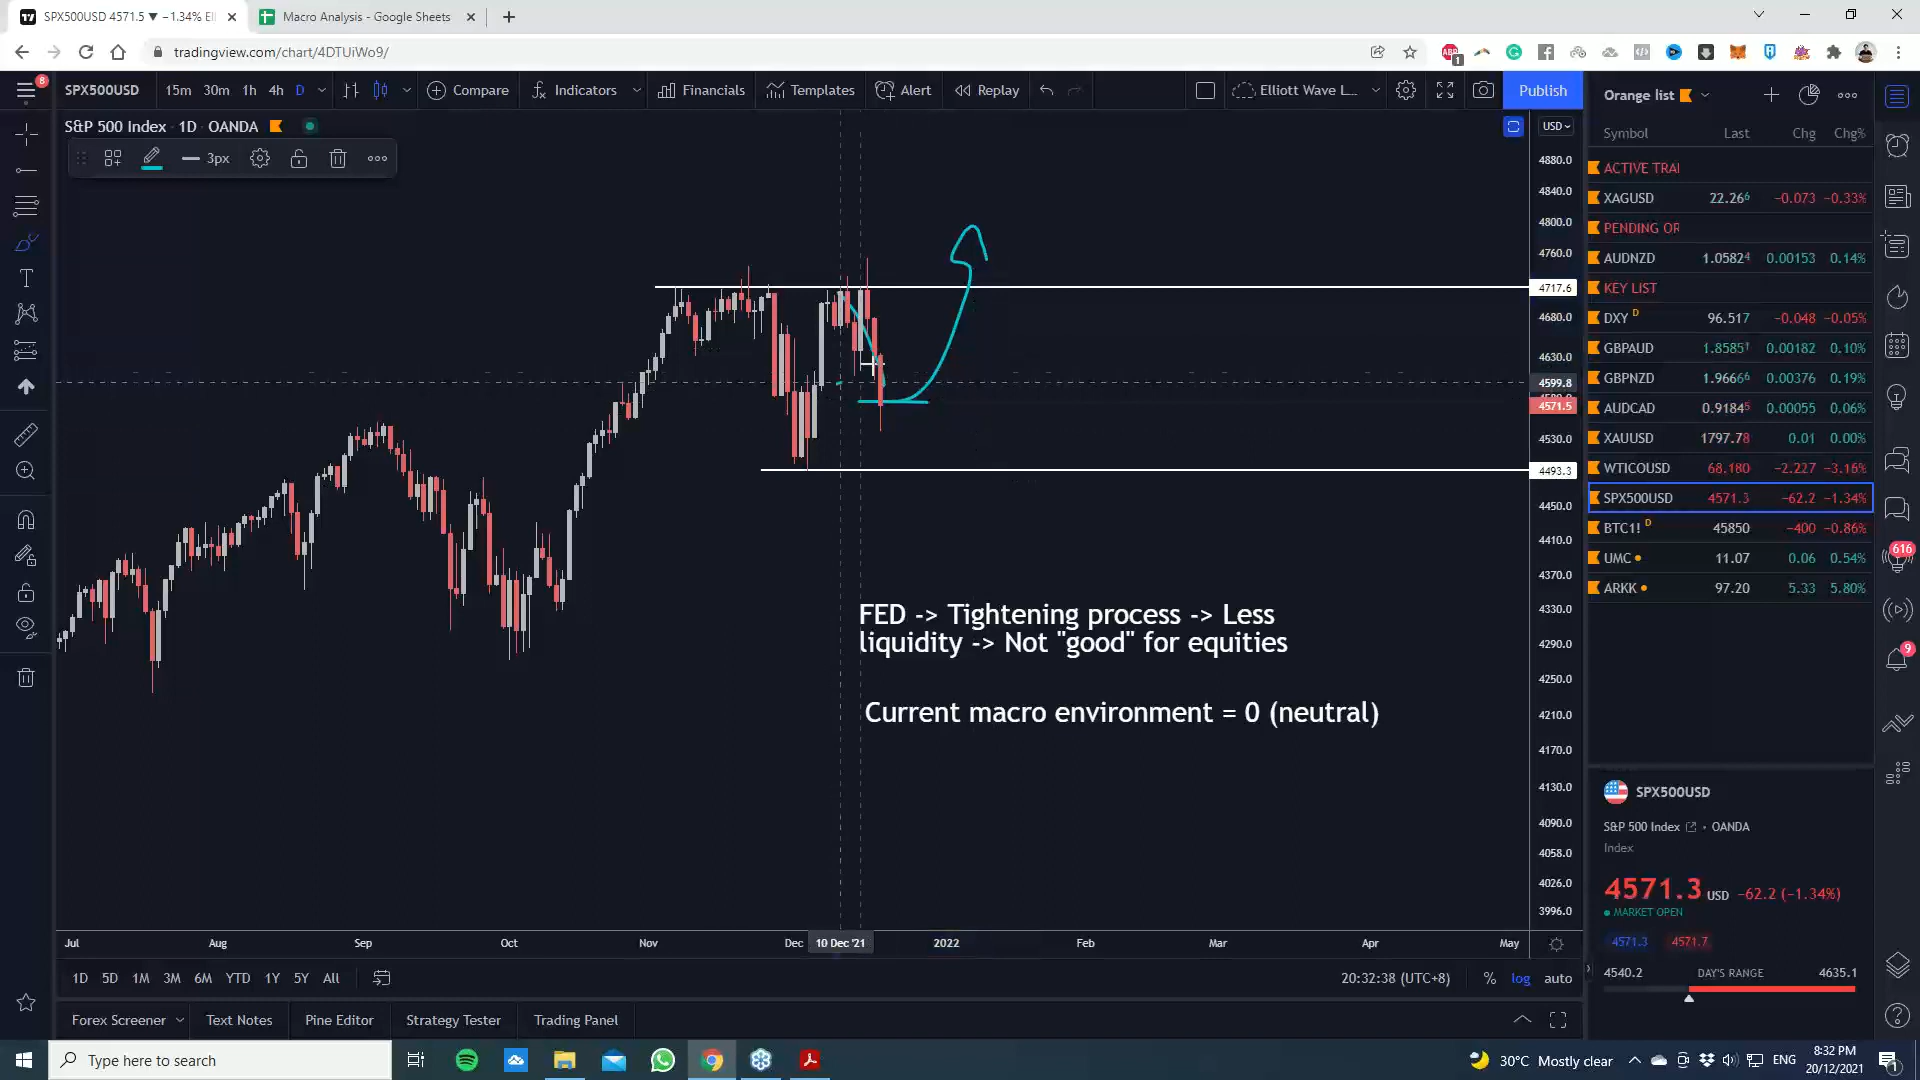 SPX500USD 4571.5 ▼ −1.34%
Macro Analysis - Google Sheets
tradingview.com/chart/4DTUiWo9/
8 SPX500USD 15m 30m 1h 4h D Compare Indicators Financials Templates Alert Replay Elliott Wave L... Publish
S&P 500 Index · 1D · OANDA
3px
USD
4880.0
4840.0
4800.0
4760.0
4717.6
4680.0
4630.0
4599.8
4571.5
4530.0
4493.3
4450.0
4410.0
4370.0
4330.0
4290.0
4250.0
4210.0
4170.0
4130.0
4090.0
4058.0
4026.0
3996.0
FED -> Tightening process -> Less
liquidity -> Not "good" for equities
Current macro environment = 0 (neutral)
Jul Aug Sep Oct Nov Dec 10 Dec '21 2022 Feb Mar Apr May
1D 5D 1M 3M 6M YTD 1Y 5Y All 20:32:38 (UTC+8) % log auto
Forex Screener Text Notes Pine Editor Strategy Tester Trading Panel
Orange list
Symbol Last Chg Chg%
ACTIVE TRAI
XAGUSD 22.266 −0.073 −0.33%
PENDING OR
AUDNZD 1.05824 0.00153 0.14%
KEY LIST
DXY D 96.517 −0.048 −0.05%
GBPAUD 1.85851 0.00182 0.10%
GBPNZD 1.96666 0.00376 0.19%
AUDCAD 0.91845 0.00055 0.06%
XAUUSD 1797.78 0.01 0.00%
WTICOUSD 68.180 −2.227 −3.16%
SPX500USD 4571.3 −62.2 −1.34%
BTC1! D 45850 −400 −0.86%
UMC 11.07 0.06 0.54%
ARKK 97.20 5.33 5.80%
SPX500USD
S&P 500 Index · OANDA
Index
4571.3 USD −62.2 (−1.34%)
MARKET OPEN
4571.3 4571.7
4540.2 DAY'S RANGE 4635.1
616
9
Type here to search
30°C Mostly clear ENG 8:32 PM
20/12/2021